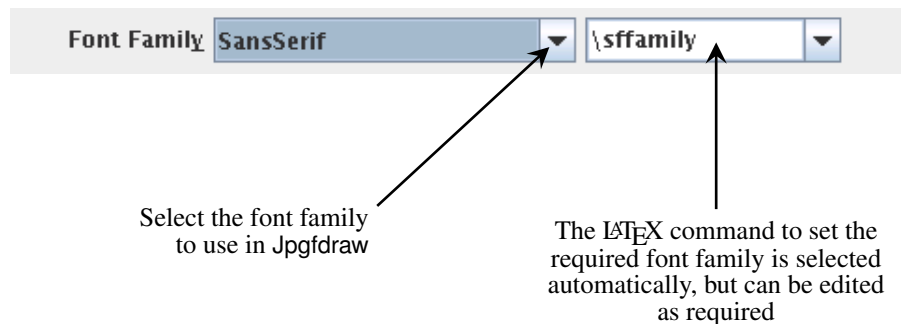 Font Family SansSerif \sffamily
Select the font family
to use in Jpgfdraw
The LATEX command to set the
required font family is selected
automatically, but can be edited
as required